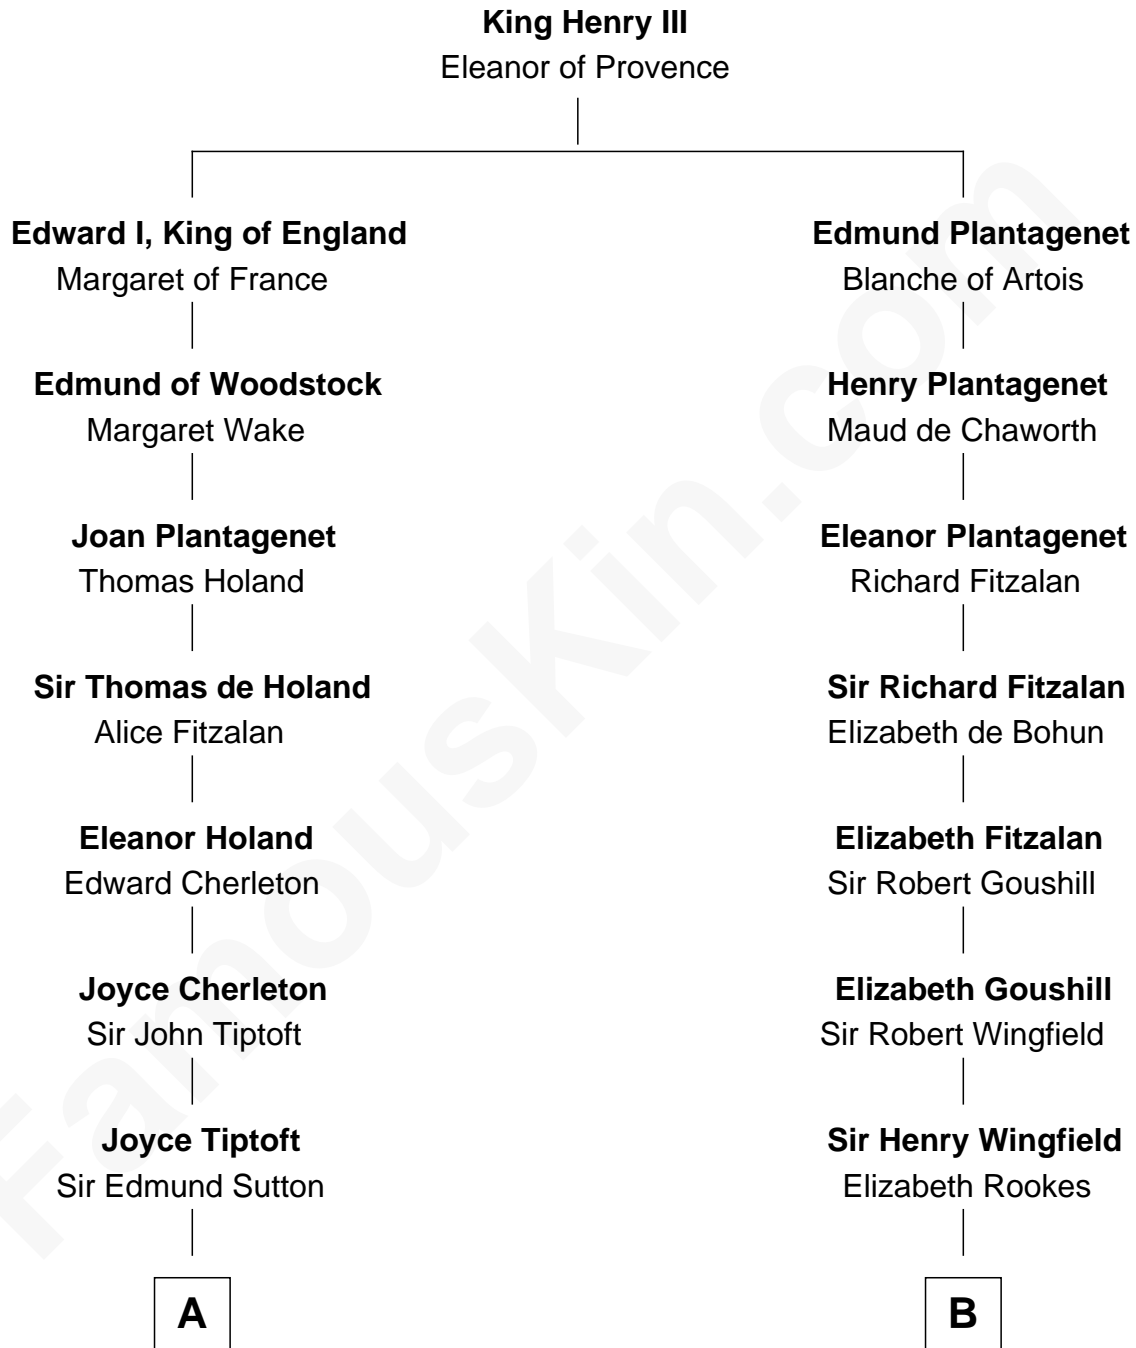 King Henry III
Eleanor of Provence
Edward I, King of England
Margaret of France
Edmund of Woodstock
Margaret Wake
Joan Plantagenet
Thomas Holand
Sir Thomas de Holand
Alice Fitzalan
Eleanor Holand
Edward Cherleton
Joyce Cherleton
Sir John Tiptoft
Joyce Tiptoft
Sir Edmund Sutton
A
Edmund Plantagenet
Blanche of Artois
Henry Plantagenet
Maud de Chaworth
Eleanor Plantagenet
Richard Fitzalan
Sir Richard Fitzalan
Elizabeth de Bohun
Elizabeth Fitzalan
Sir Robert Goushill
Elizabeth Goushill
Sir Robert Wingfield
Sir Henry Wingfield
Elizabeth Rookes
B
FamousKin.com